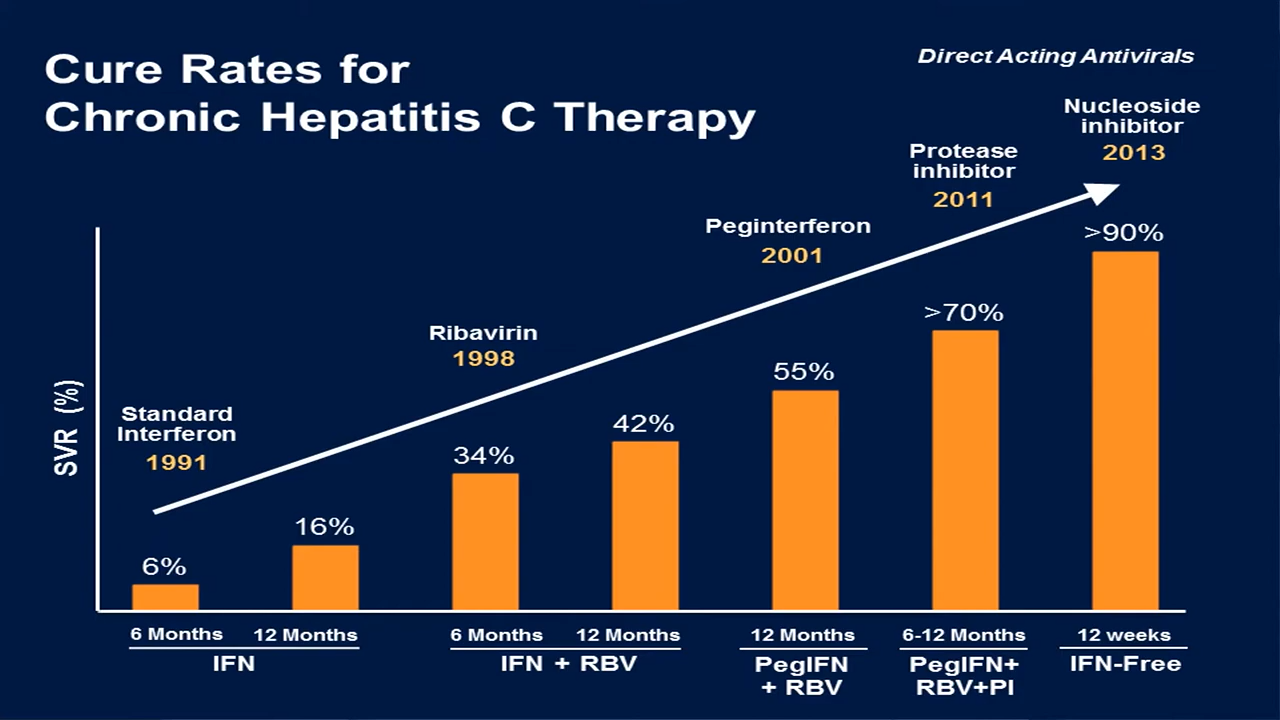 Cure Rates for
Chronic Hepatitis C Therapy
Direct Acting Antivirals
Nucleoside
inhibitor
2013
Protease
inhibitor
2011
Peginterferon
2001
Ribavirin
1998
Standard
Interferon
1991
SVR (%)
6%
16%
34%
42%
55%
>70%
>90%
6 Months
12 Months
IFN
6 Months
12 Months
IFN + RBV
12 Months
PegIFN
+ RBV
6-12 Months
PegIFN+
RBV+PI
12 weeks
IFN-Free